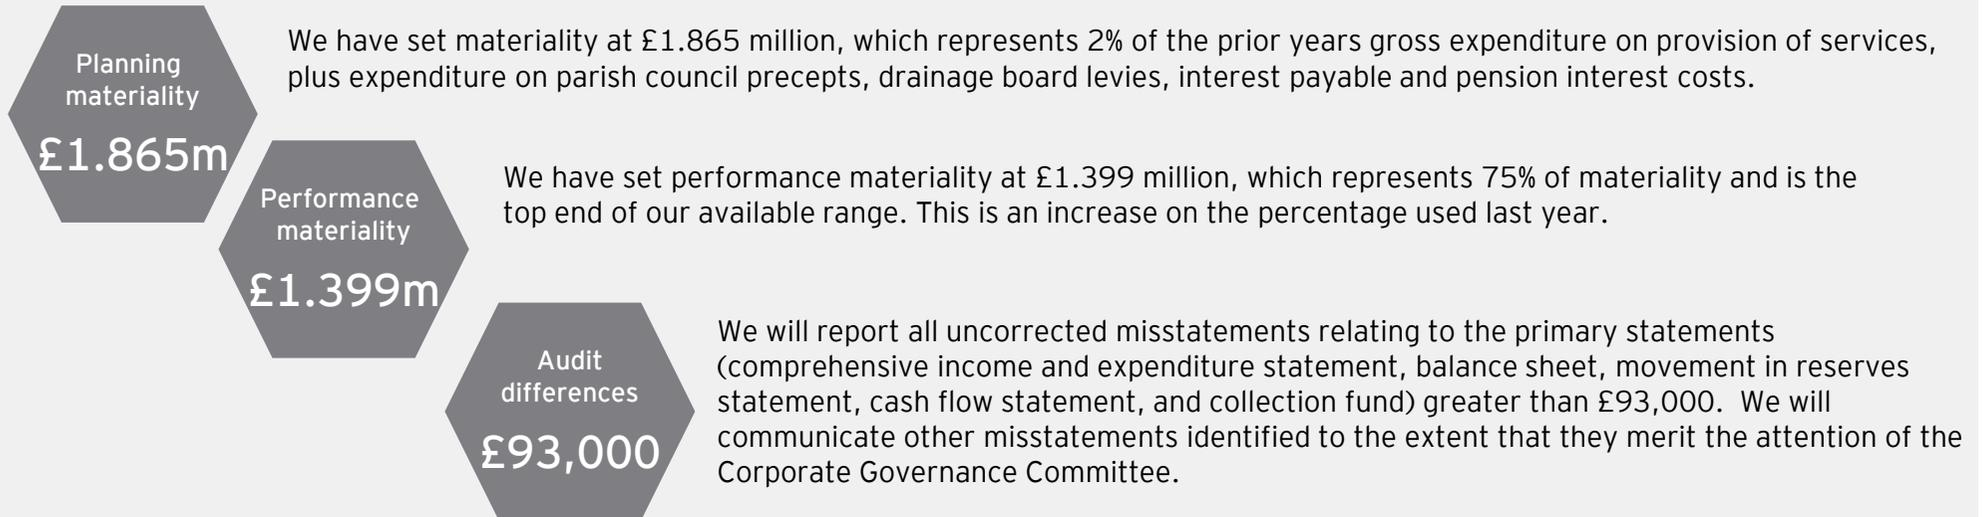 Planning
materiality
£1.865m
We have set materiality at £1.865 million, which represents 2% of the prior years gross expenditure on provision of services,
plus expenditure on parish council precepts, drainage board levies, interest payable and pension interest costs.
Performance
materiality
£1.399m
We have set performance materiality at £1.399 million, which represents 75% of materiality and is the
top end of our available range. This is an increase on the percentage used last year.
Audit
differences
£93,000
We will report all uncorrected misstatements relating to the primary statements
(comprehensive income and expenditure statement, balance sheet, movement in reserves
statement, cash flow statement, and collection fund) greater than £93,000.  We will
communicate other misstatements identified to the extent that they merit the attention of the
Corporate Governance Committee.